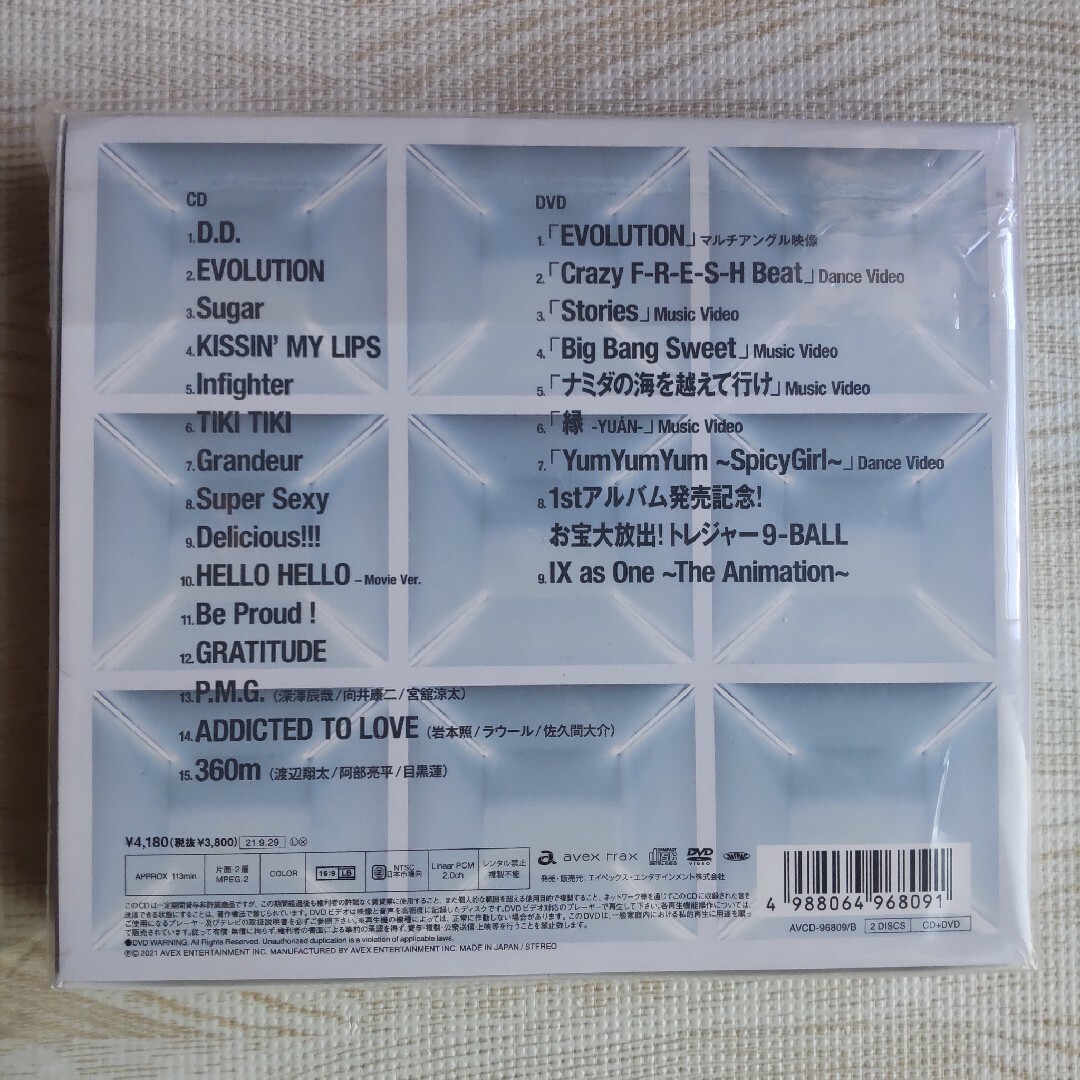 CD
1. D.D.
2. EVOLUTION
3. Sugar
4. KISSIN' MY LIPS
5. Infighter
6. TIKI TIKI
7. Grandeur
8. Super Sexy
9. Delicious!!!
10. HELLO HELLO – Movie Ver.
11. Be Proud !
12. GRATITUDE
13. P.M.G. (深澤辰哉/向井康二/宮舘涼太)
14. ADDICTED TO LOVE (岩本照/ラウール/佐久間大介)
15. 360m (渡辺翔太/阿部亮平/目黒蓮)
DVD
1. 「EVOLUTION」マルチアングル映像
2. 「Crazy F-R-E-S-H Beat」Dance Video
3. 「Stories」Music Video
4. 「Big Bang Sweet」Music Video
5. 「ナミダの海を越えて行け」Music Video
6. 「縁 -YUÁN-」Music Video
7. 「YumYumYum ~SpicyGirl~」Dance Video
8. 1stアルバム発売記念!
お宝大放出!トレジャー9-BALL
9. IX as One ~The Animation~
¥4,180(税抜¥3,800) 21.9.29 Ⓛ Ⓧ
APPROX 113min
片面・2層
MPEG-2
COLOR
16:9 LB
2 NTSC
日本市場向
Linear PCM
2.0ch
レンタル禁止
複製不能
avex trax
COMPACT disc DIGITAL AUDIO
DVD VIDEO
発売・販売元:エイベックス・エンタテインメント株式会社
4 988064 968091
AVCD-96809/B 2 DISCS CD+DVD
●DVD WARNING: All Rights Reserved. Unauthorized duplication is a violation of applicable laws.
Ⓟ© 2021 AVEX ENTERTAINMENT INC. MANUFACTURED BY AVEX ENTERTAINMENT INC. MADE IN JAPAN / STEREO